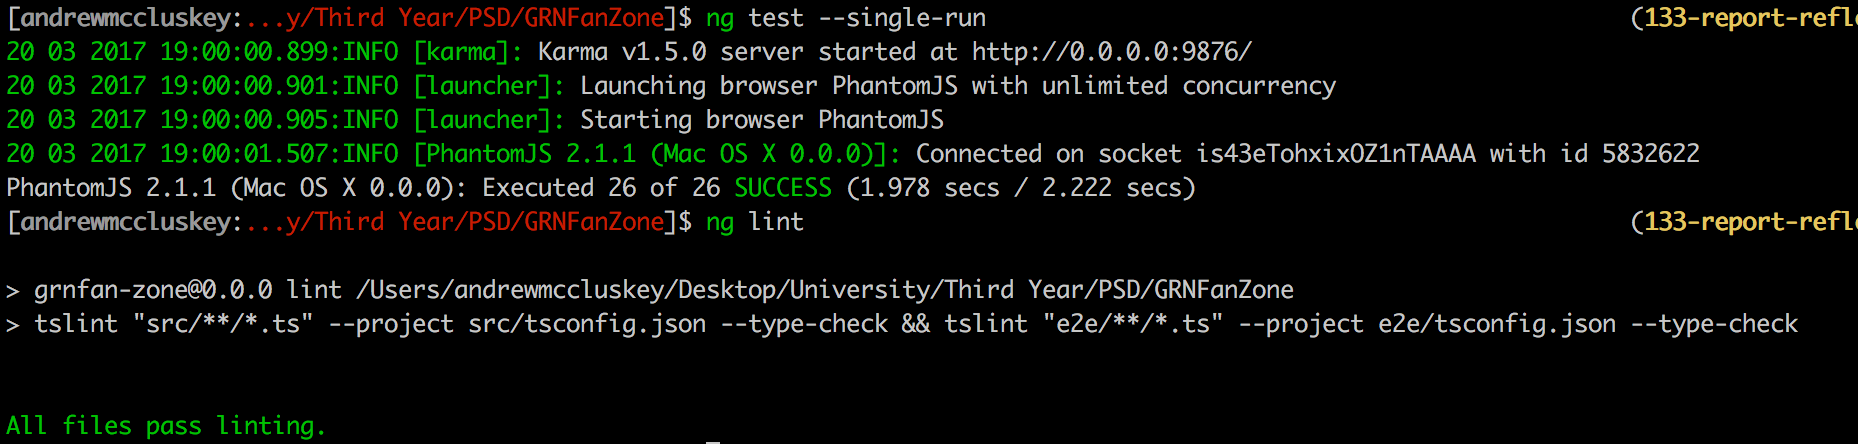 [andrewmccluskey:...y/Third Year/PSD/GRNFanZone]$ ng test --single-run (133-report-refle
20 03 2017 19:00:00.899:INFO [karma]: Karma v1.5.0 server started at http://0.0.0.0:9876/
20 03 2017 19:00:00.901:INFO [launcher]: Launching browser PhantomJS with unlimited concurrency
20 03 2017 19:00:00.905:INFO [launcher]: Starting browser PhantomJS
20 03 2017 19:00:01.507:INFO [PhantomJS 2.1.1 (Mac OS X 0.0.0)]: Connected on socket is43eTohxixOZ1nTAAAA with id 5832622
PhantomJS 2.1.1 (Mac OS X 0.0.0): Executed 26 of 26 SUCCESS (1.978 secs / 2.222 secs)
[andrewmccluskey:...y/Third Year/PSD/GRNFanZone]$ ng lint (133-report-refle
> grnfan-zone@0.0.0 lint /Users/andrewmccluskey/Desktop/University/Third Year/PSD/GRNFanZone
> tslint "src/**/*.ts" --project src/tsconfig.json --type-check && tslint "e2e/**/*.ts" --project e2e/tsconfig.json --type-check
All files pass linting.